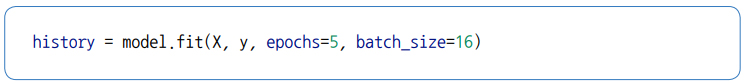 history = model.fit(X, y, epochs=5, batch_size=16)